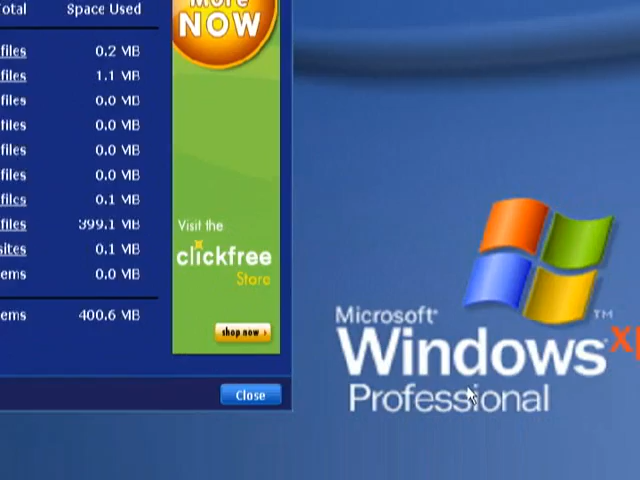 Total Space Used
files 0.2 MB
files 1.1 MB
files 0.0 MB
files 0.0 MB
files 0.0 MB
files 0.0 MB
files 0.1 MB
files 399.1 MB
sites 0.1 MB
ems 0.0 MB
ems 400.6 MB
More
NOW
Visit the
clickfree
Store
shop now ›
Close
Microsoft®
Windows xp
Professional
™